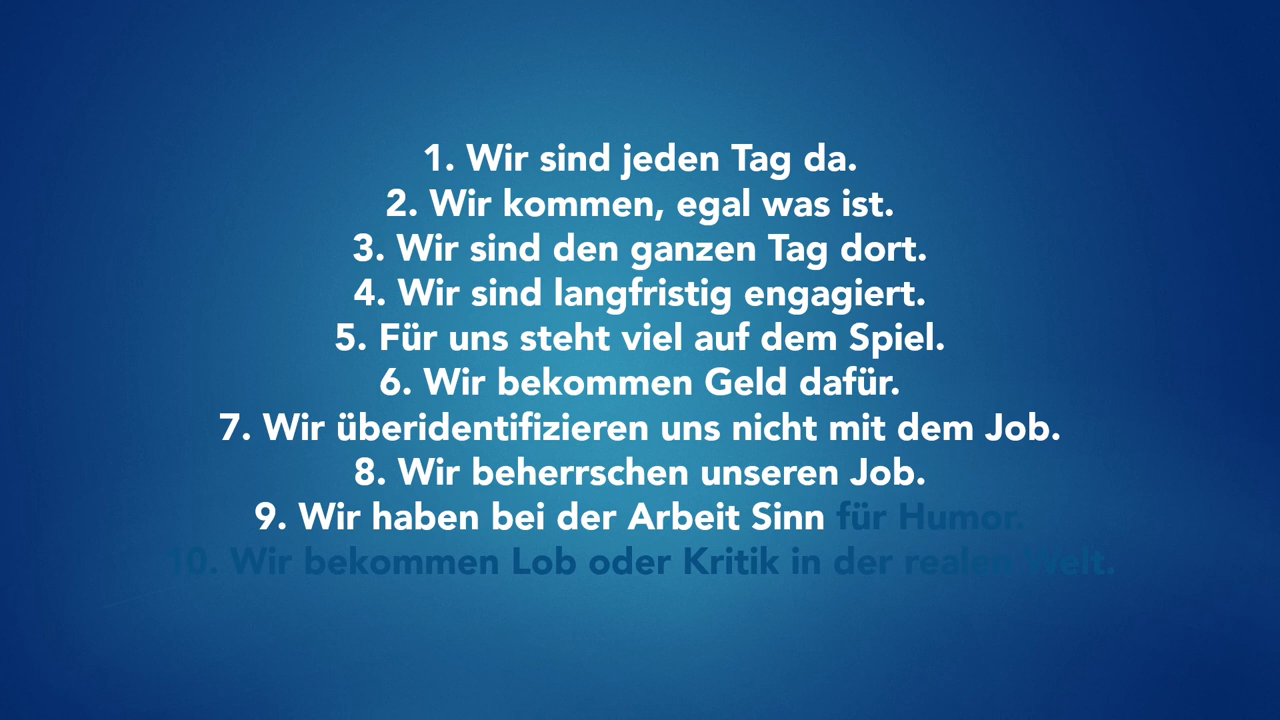 1. Wir sind jeden Tag da.
2. Wir kommen, egal was ist.
3. Wir sind den ganzen Tag dort.
4. Wir sind langfristig engagiert.
5. Für uns steht viel auf dem Spiel.
6. Wir bekommen Geld dafür.
7. Wir überidentifizieren uns nicht mit dem Job.
8. Wir beherrschen unseren Job.
9. Wir haben bei der Arbeit Sinn für Humor.
10. Wir bekommen Lob oder Kritik in der realen Welt.